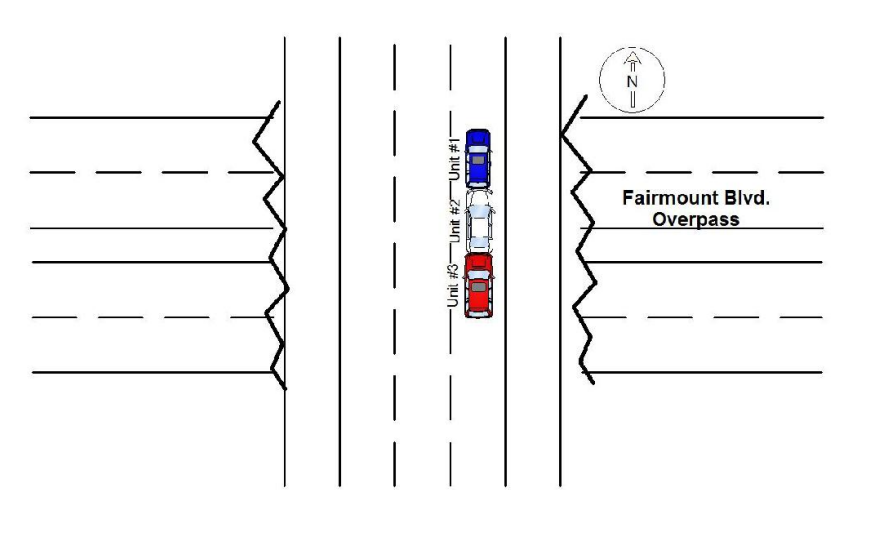 N
Unit #1
Unit #2
Unit #3
Fairmount Blvd.
Overpass